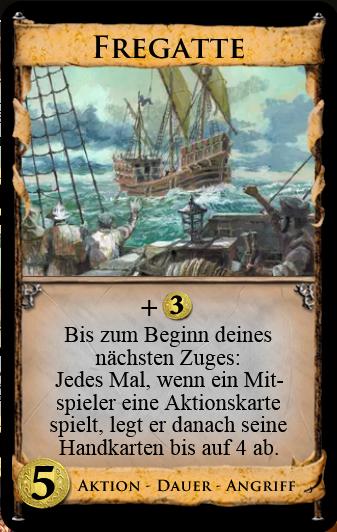 FREGATTE
+ 3
Bis zum Beginn deines
nächsten Zuges:
Jedes Mal, wenn ein Mit-
spieler eine Aktionskarte
spielt, legt er danach seine
Handkarten bis auf 4 ab.
5 AKTION - DAUER - ANGRIFF